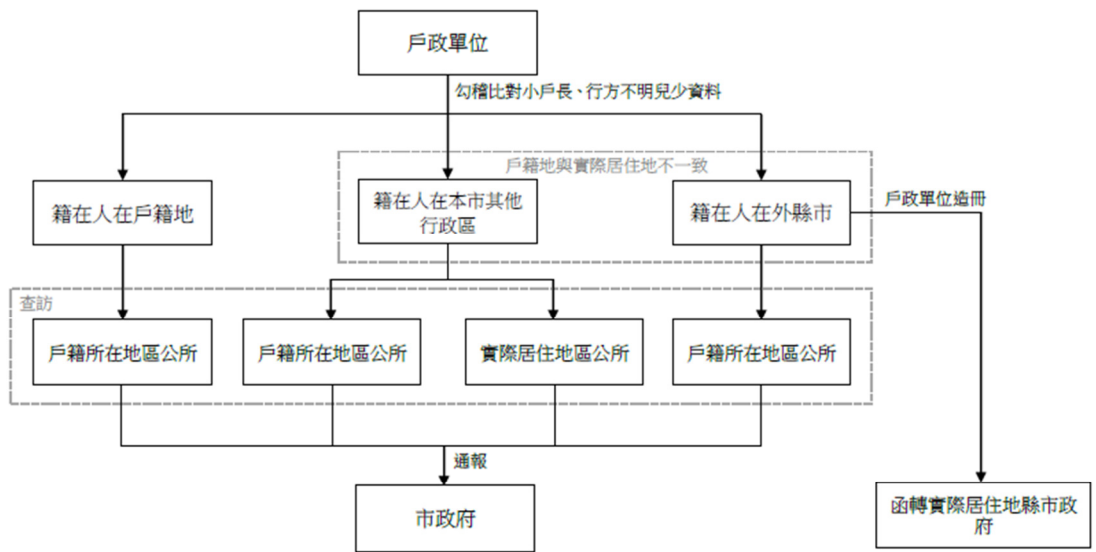 戶政單位
勾稽比對小戶長、行方不明兒少資料
戶籍地與實際居住地不一致
籍在人在戶籍地
籍在人在本市其他
行政區
籍在人在外縣市
戶政單位造冊
查訪
戶籍所在地區公所
戶籍所在地區公所
實際居住地區公所
戶籍所在地區公所
通報
市政府
函轉實際居住地縣市政
府